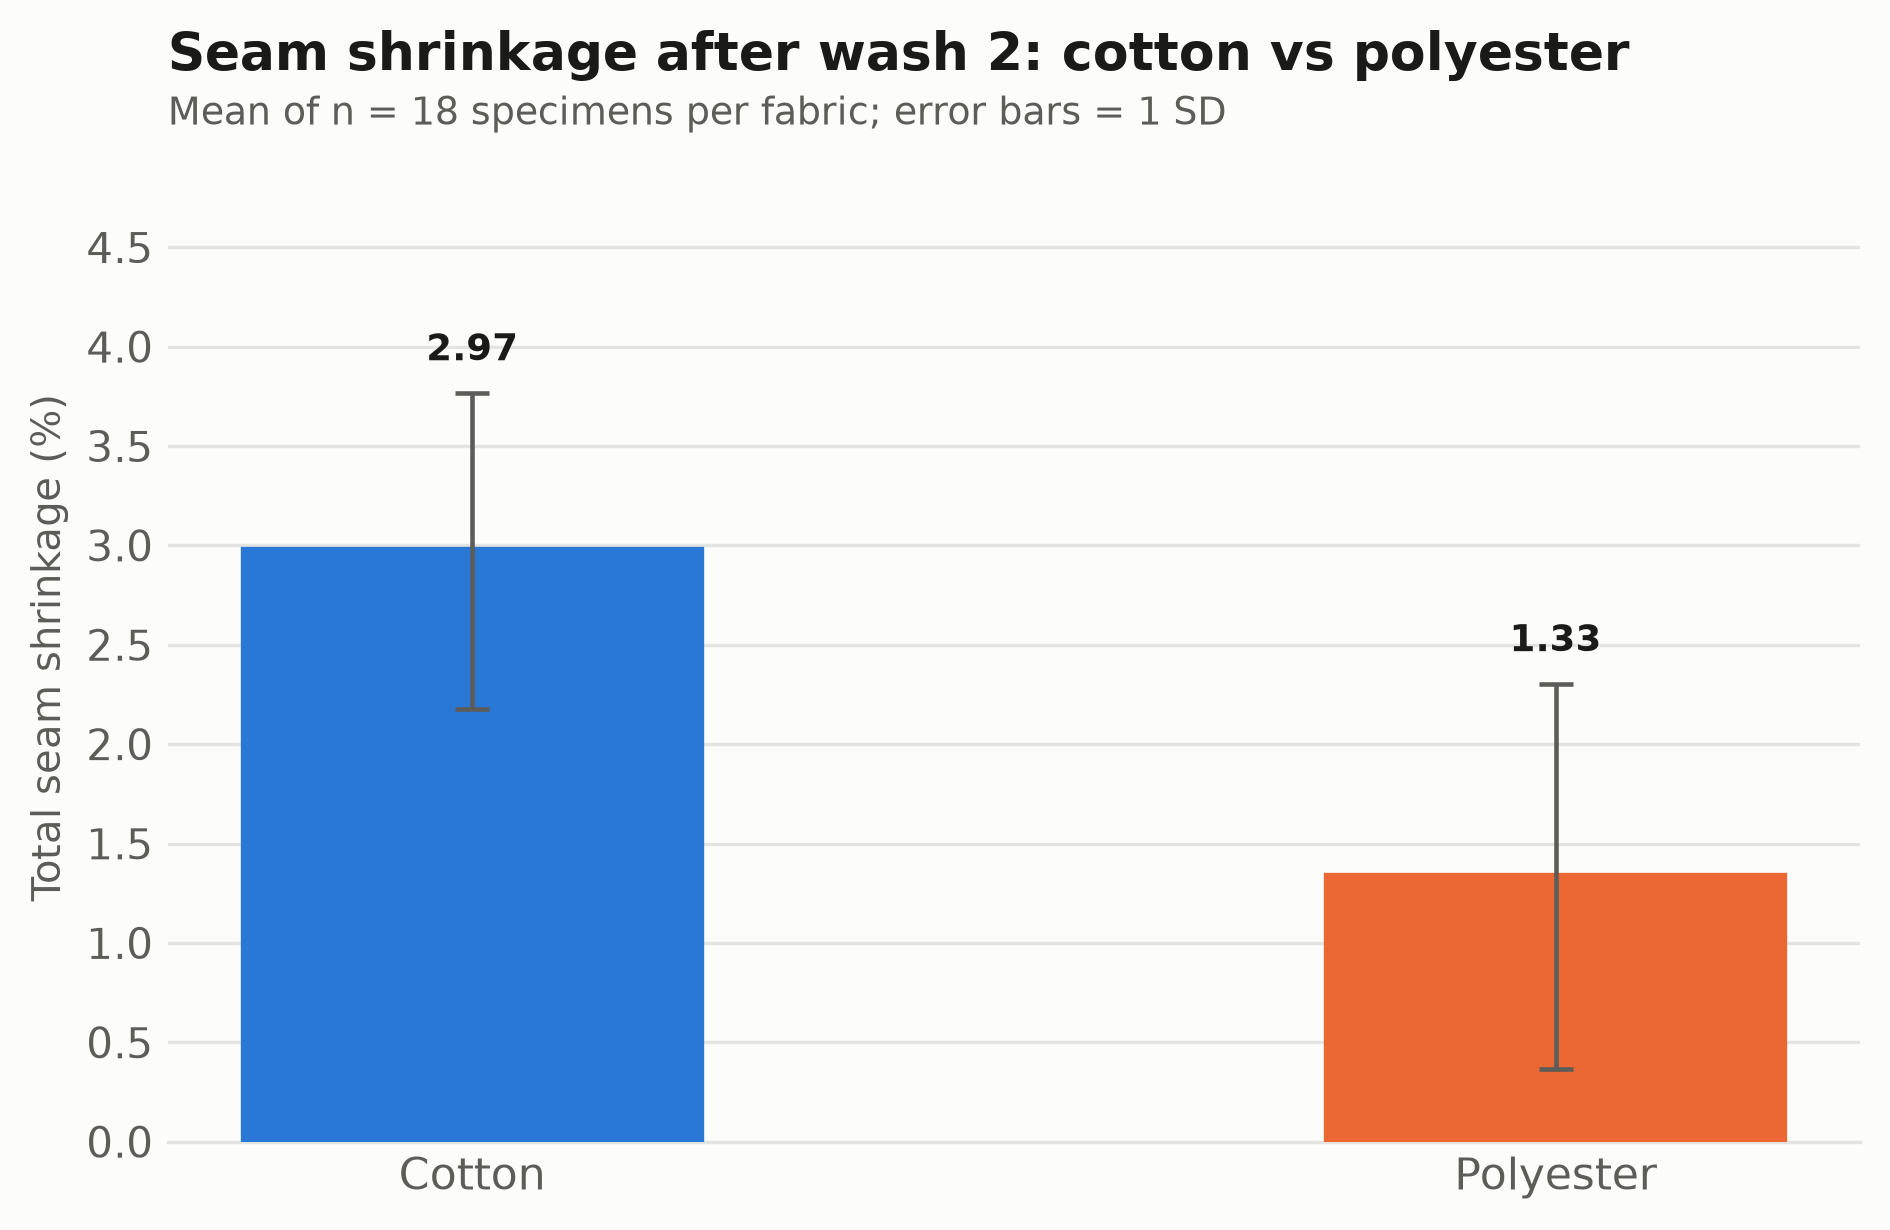 Seam shrinkage after wash 2: cotton vs polyester
Mean of n = 18 specimens per fabric; error bars = 1 SD
Total seam shrinkage (%)
4.5
4.0
3.5
3.0
2.5
2.0
1.5
1.0
0.5
0.0
2.97
1.33
Cotton
Polyester